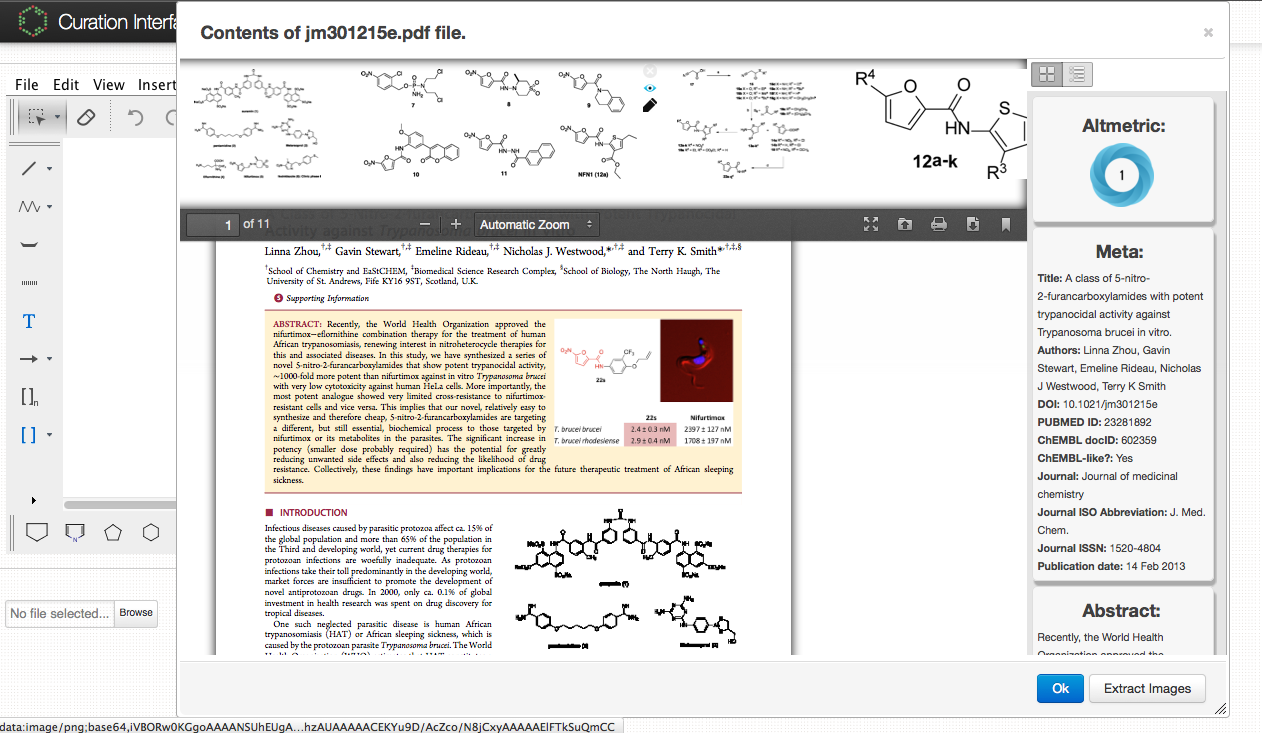 Curation Interfa
Contents of jm301215e.pdf file.
×
File Edit View Insert
T
[]n
[ ]
N
No file selected... Browse
7
8
9
10
11
NFN1 (12a)
R4
O
O
HN
S
R3
12a-k
1 of 11
Automatic Zoom
Activity against Trypanosoma
Linna Zhou,†,‡ Gavin Stewart,†,‡ Emeline Rideau,†,‡ Nicholas J. Westwood,*,†,‡ and Terry K. Smith*,†,‡,§
†School of Chemistry and EaStCHEM, ‡Biomedical Science Research Complex, §School of Biology, The North Haugh, The
University of St. Andrews, Fife KY16 9ST, Scotland, U.K.
S Supporting Information
ABSTRACT: Recently, the World Health Organization approved the
nifurtimox−eflornithine combination therapy for the treatment of human
African trypanosomiasis, renewing interest in nitroheterocycle therapies for
this and associated diseases. In this study, we have synthesized a series of
novel 5-nitro-2-furancarboxylamides that show potent trypanocidal activity,
~1000-fold more potent than nifurtimox against in vitro Trypanosoma brucei
with very low cytotoxicity against human HeLa cells. More importantly, the
most potent analogue showed very limited cross-resistance to nifurtimox-
resistant cells and vice versa. This implies that our novel, relatively easy to
synthesize and therefore cheap, 5-nitro-2-furancarboxylamides are targeting
a different, but still essential, biochemical process to those targeted by
nifurtimox or its metabolites in the parasites. The significant increase in
potency (smaller dose probably required) has the potential for greatly
reducing unwanted side effects and also reducing the likelihood of drug
resistance. Collectively, these findings have important implications for the future therapeutic treatment of African sleeping
sickness.
O2N
O
O
HN
CF3
O
22s
22s Nifurtimox
T. brucei brucei 2.4 ± 0.3 nM 2397 ± 127 nM
T. brucei rhodesiense 2.9 ± 0.4 nM 1708 ± 197 nM
INTRODUCTION
Infectious diseases caused by parasitic protozoa affect ca. 15% of
the global population and more than 65% of the population in
the Third and developing world, yet current drug therapies for
protozoan infections are woefully inadequate. As protozoan
infections take their toll predominantly in the developing world,
market forces are insufficient to promote the development of
novel antiprotozoan drugs. In 2000, only ca. 0.1% of global
investment in health research was spent on drug discovery for
tropical diseases.
One such neglected parasitic disease is human African
trypanosomiasis (HAT) or African sleeping sickness, which is
caused by the protozoan parasite Trypanosoma brucei. The World
Altmetric:
1
Meta:
Title: A class of 5-nitro-
2-furancarboxylamides with potent
trypanocidal activity against
Trypanosoma brucei in vitro.
Authors: Linna Zhou, Gavin
Stewart, Emeline Rideau, Nicholas
J Westwood, Terry K Smith
DOI: 10.1021/jm301215e
PUBMED ID: 23281892
ChEMBL docID: 602359
ChEMBL-like?: Yes
Journal: Journal of medicinal
chemistry
Journal ISO Abbreviation: J. Med.
Chem.
Journal ISSN: 1520-4804
Publication date: 14 Feb 2013
Abstract:
Recently, the World Health
Organization approved the
Ok Extract Images
data:image/png;base64,iVBORw0KGgoAAAANSUhEUgA...hzAUAAAAACEKYu9D/AcZco/N8jCxyAAAAAElFTkSuQmCC